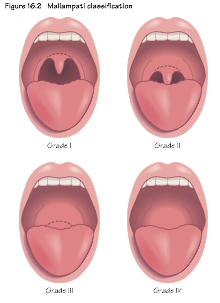 Figure 16.2 Mallampati classification
Grade I
Grade II
Grade III
Grade IV